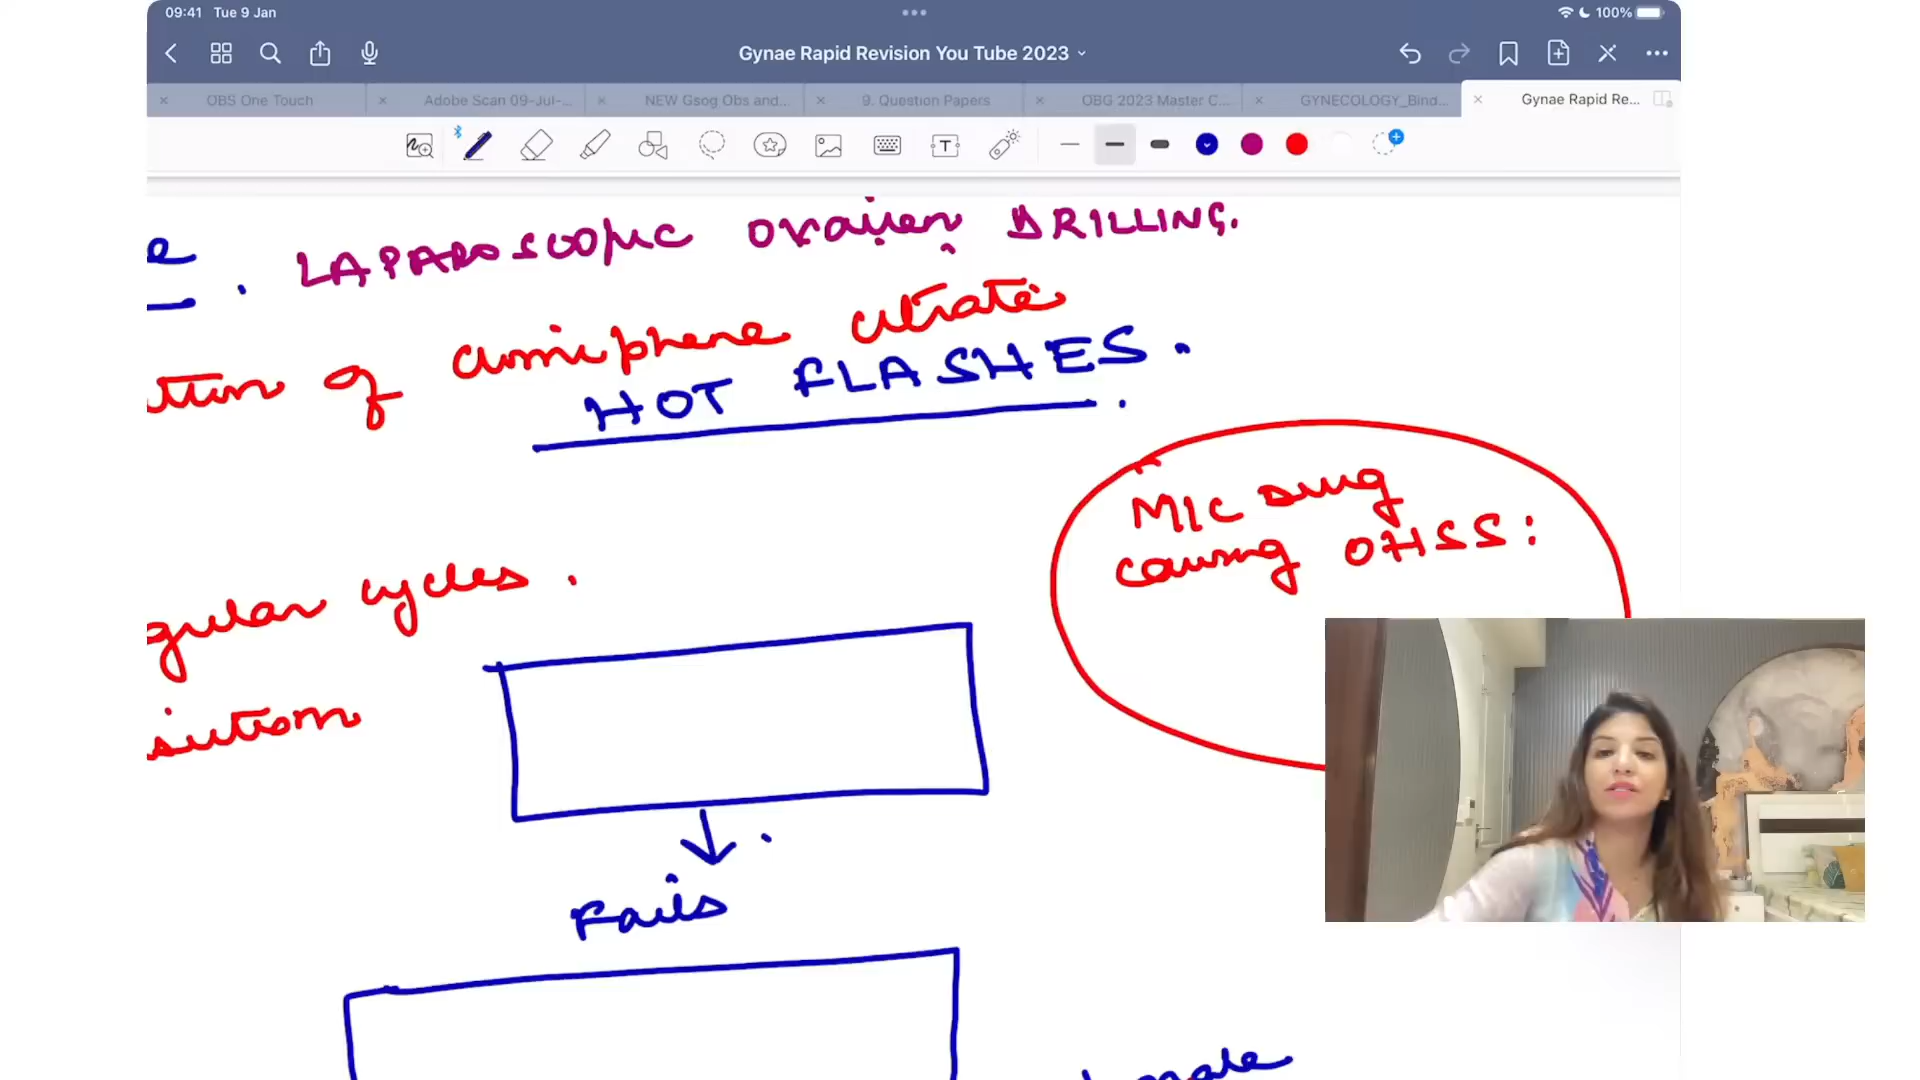 09:41 Tue 9 Jan
100%
Gynae Rapid Revision You Tube 2023
OBS One Touch
Adobe Scan 09-Jul-...
NEW Gsog Obs and...
9. Question Papers
OBG 2023 Master C...
GYNECOLOGY_Bind...
Gynae Rapid Re...
T
e . LAPAROSCOPIC OVARIAN DRILLING.
of clomiphene citrate
HOT FLASHES.
MIC Drug
causing OHSS:
gular cycles.
Fails